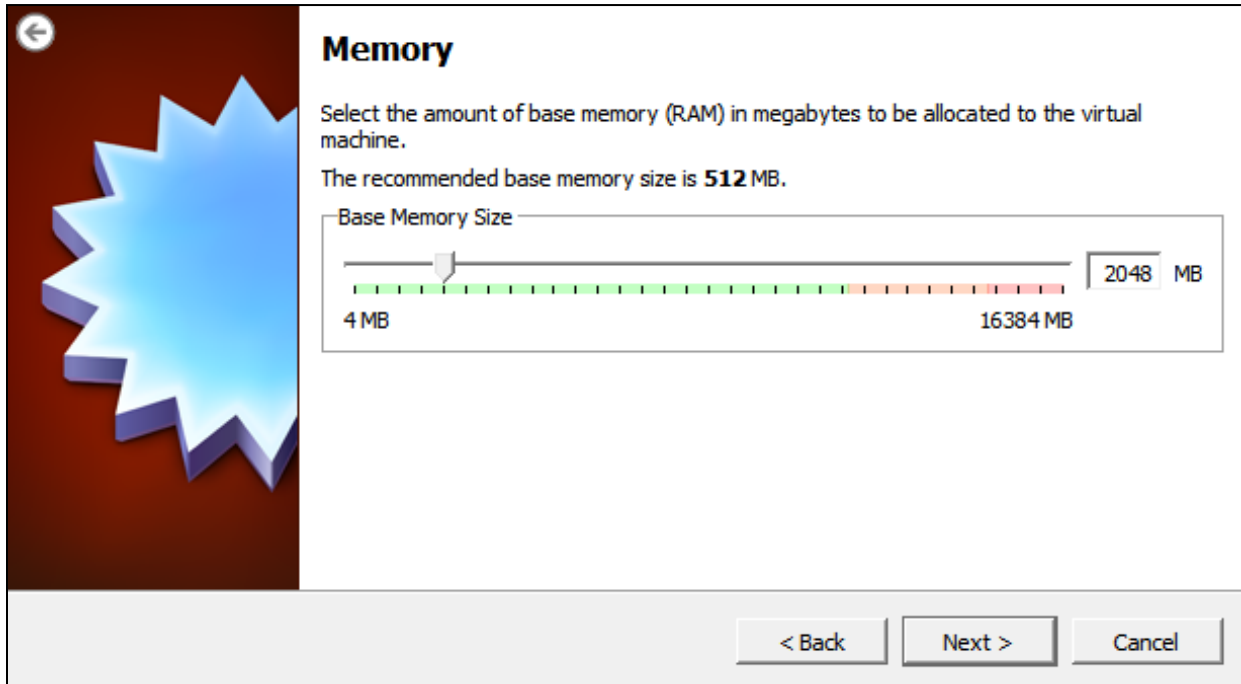 Memory
Select the amount of base memory (RAM) in megabytes to be allocated to the virtual
machine.
The recommended base memory size is 512 MB.
Base Memory Size
2048 MB
4 MB 16384 MB
< Back Next > Cancel